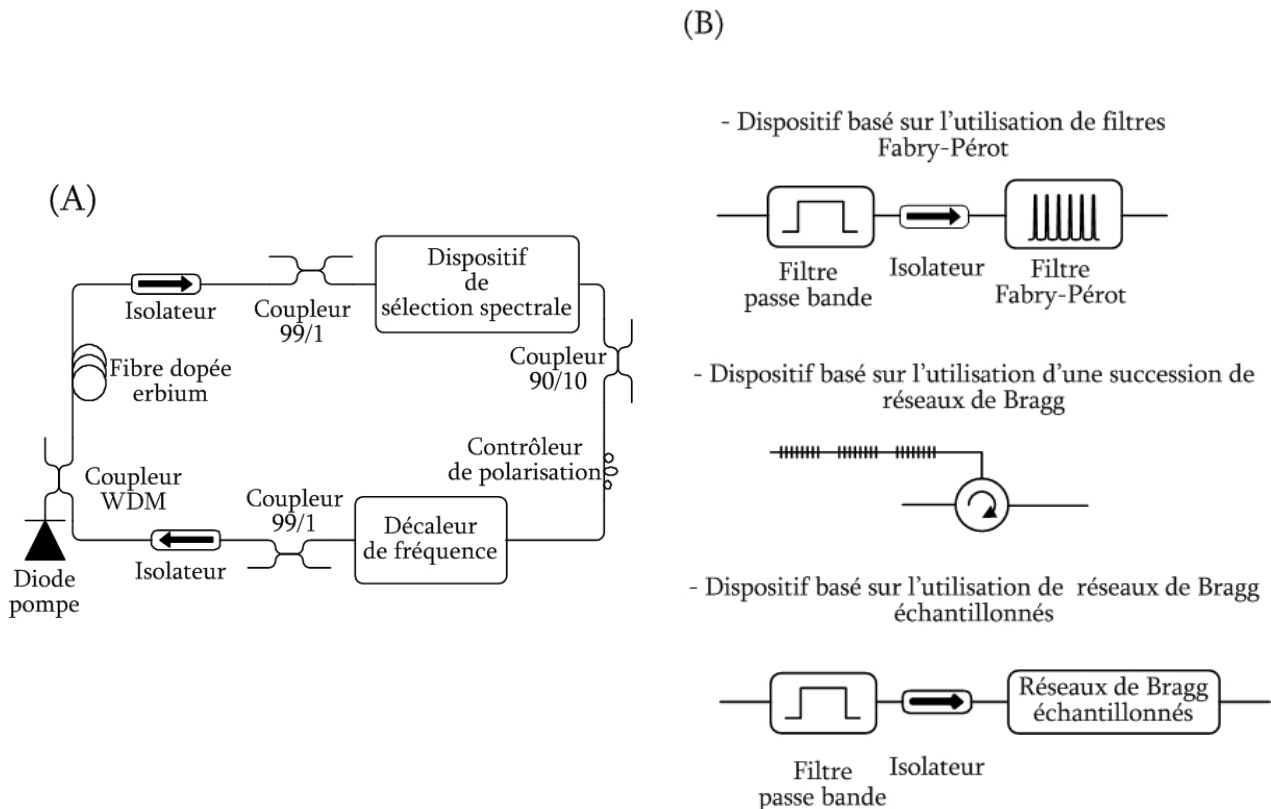 (A)
Isolateur
Coupleur
99/1
Dispositif
de
sélection spectrale
Coupleur
90/10
Fibre dopée
erbium
Contrôleur
de polarisation
Coupleur
WDM
Coupleur
99/1
Décaleur
de fréquence
Isolateur
Diode
pompe
(B)
- Dispositif basé sur l'utilisation de filtres
Fabry-Pérot
Filtre
passe bande
Isolateur
Filtre
Fabry-Pérot
- Dispositif basé sur l'utilisation d'une succession de
réseaux de Bragg
- Dispositif basé sur l'utilisation de réseaux de Bragg
échantillonnés
Réseaux de Bragg
échantillonnés
Filtre
passe bande
Isolateur